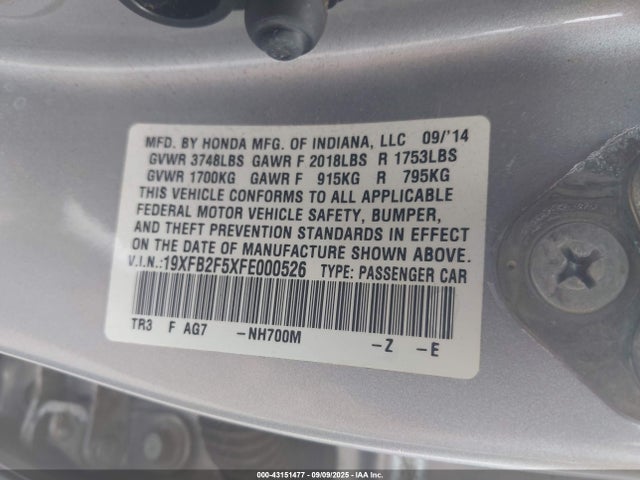 MFD. BY HONDA MFG. OF INDIANA, LLC 09/'14
GVWR 3748LBS GAWR F 2018LBS R 1753LBS
GVWR 1700KG GAWR F 915KG R 795KG
THIS VEHICLE CONFORMS TO ALL APPLICABLE
FEDERAL MOTOR VEHICLE SAFETY, BUMPER,
AND THEFT PREVENTION STANDARDS IN EFFECT
ON THE DATE OF MANUFACTURE SHOWN ABOVE.
V.I.N.:19XFB2F5XFE000526 TYPE: PASSENGER CAR
TR3 F AG7 -NH700M -Z -E
000-43151477 - 09/09/2025 - IAA Inc.